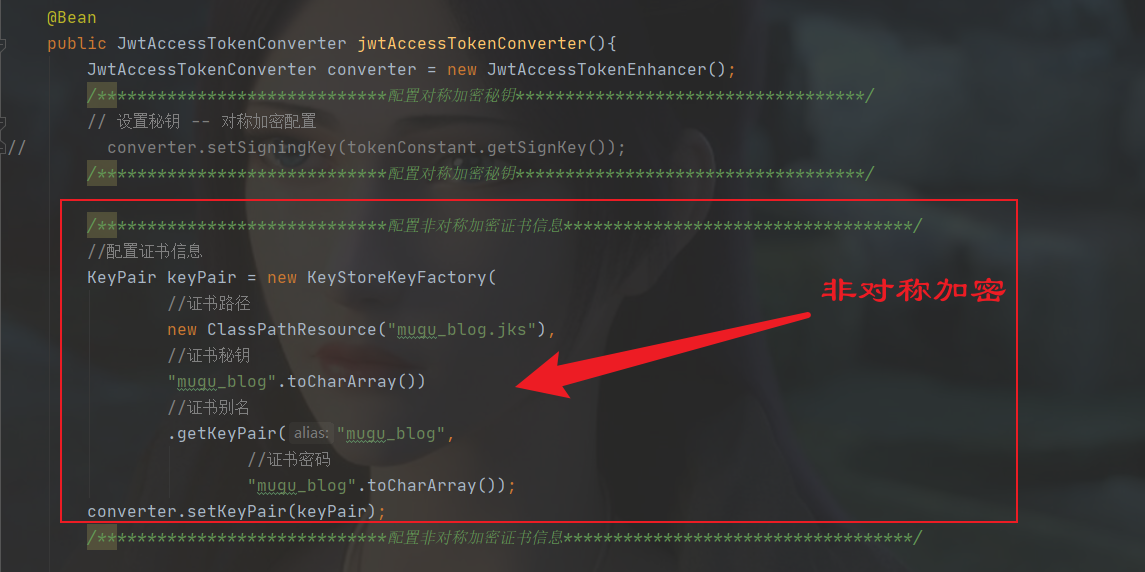 @Bean
public JwtAccessTokenConverter jwtAccessTokenConverter(){
JwtAccessTokenConverter converter = new JwtAccessTokenEnhancer();
/*****************************配置对称加密秘钥***********************************/
// 设置秘钥 -- 对称加密配置
//        converter.setSigningKey(tokenConstant.getSignKey());
/*****************************配置对称加密秘钥***********************************/
/*****************************配置非对称加密证书信息***********************************/
//配置证书信息
KeyPair keyPair = new KeyStoreKeyFactory(
//证书路径
new ClassPathResource("mugu_blog.jks"),
//证书秘钥
"mugu_blog".toCharArray())
//证书别名
.getKeyPair( alias: "mugu_blog",
//证书密码
"mugu_blog".toCharArray());
converter.setKeyPair(keyPair);
/*****************************配置非对称加密证书信息***********************************/
非对称加密